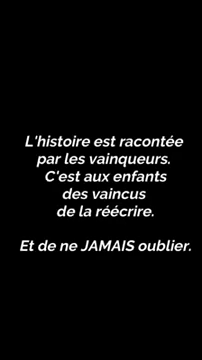 L'histoire est racontée
par les vainqueurs.
C'est aux enfants
des vaincus
de la réécrire.
Et de ne JAMAIS oublier.